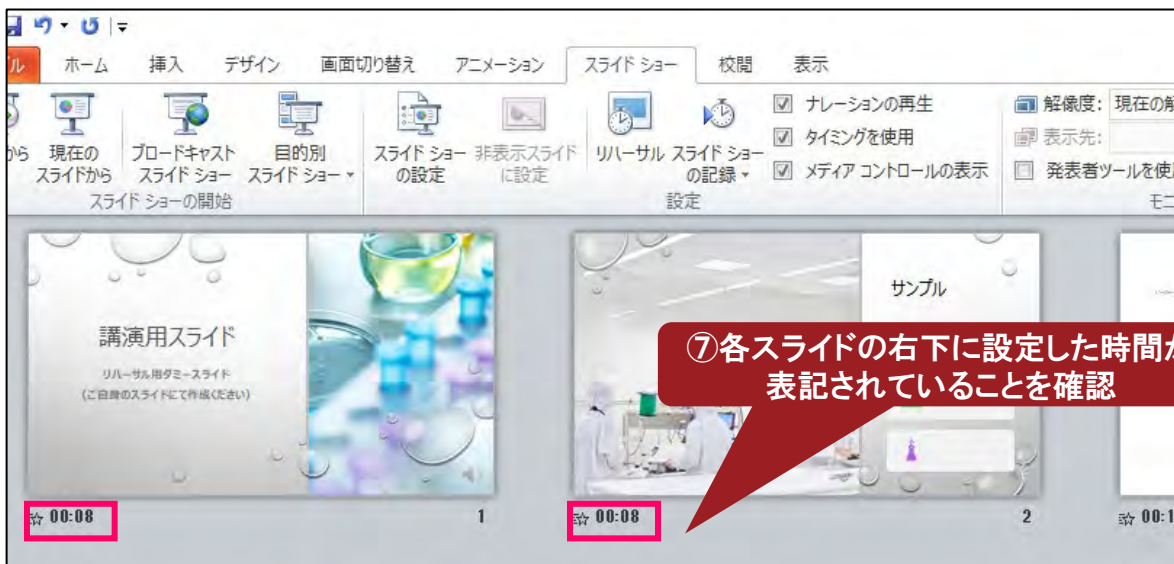 ル ホーム 挿入 デザイン 画面切り替え アニメーション スライド ショー 校閲 表示
から 現在の スライドから
ブロードキャスト スライド ショー
目的別 スライド ショー
スライド ショー の設定
非表示スライド に設定
リハーサル
スライド ショー の記録
ナレーションの再生
タイミングを使用
メディア コントロールの表示
解像度: 現在の解
表示先:
発表者ツールを使
スライド ショーの開始
設定
モニ
講演用スライド
リハーサル用ダミースライド
(ご自身のスライドにて作成ください)
サンプル
⑦各スライドの右下に設定した時間が
表記されていることを確認
00:08 1
00:08 2
00:1